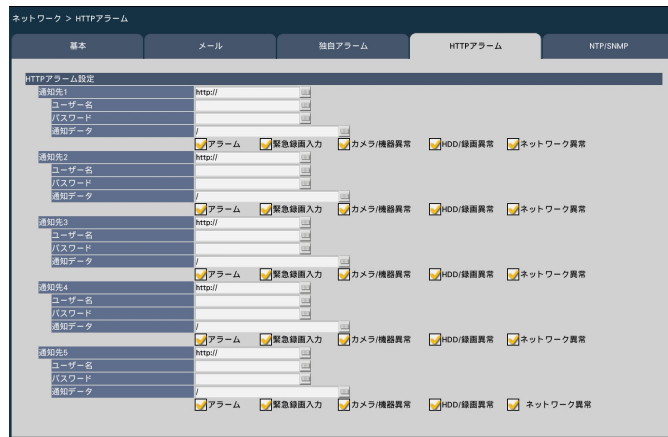 ネットワーク > HTTPアラーム
基本 メール 独自アラーム HTTPアラーム NTP/SNMP
HTTPアラーム設定
通知先1 http://
ユーザー名
パスワード
通知データ /
アラーム 緊急録画入力 カメラ/機器異常 HDD/録画異常 ネットワーク異常
通知先2 http://
ユーザー名
パスワード
通知データ /
アラーム 緊急録画入力 カメラ/機器異常 HDD/録画異常 ネットワーク異常
通知先3 http://
ユーザー名
パスワード
通知データ /
アラーム 緊急録画入力 カメラ/機器異常 HDD/録画異常 ネットワーク異常
通知先4 http://
ユーザー名
パスワード
通知データ /
アラーム 緊急録画入力 カメラ/機器異常 HDD/録画異常 ネットワーク異常
通知先5 http://
ユーザー名
パスワード
通知データ /
アラーム 緊急録画入力 カメラ/機器異常 HDD/録画異常 ネットワーク異常